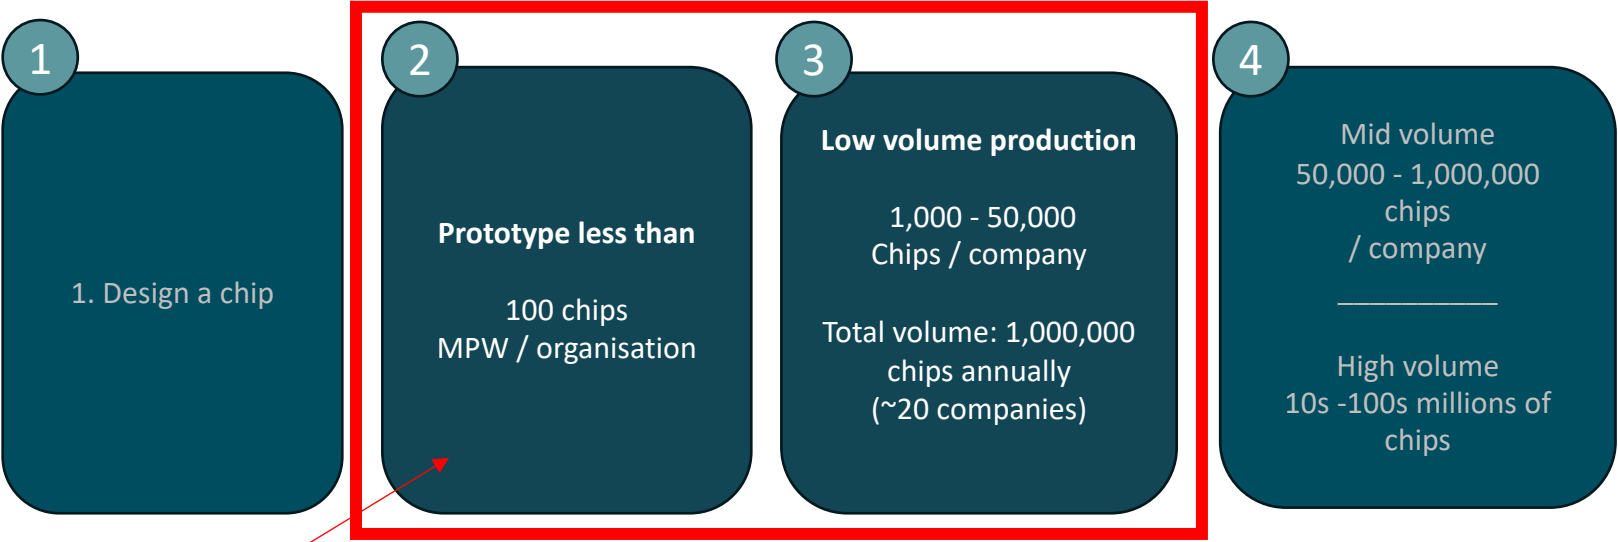 1
1. Design a chip
2
Prototype less than
100 chips
MPW / organisation
3
Low volume production
1,000 - 50,000
Chips / company
Total volume: 1,000,000
chips annually
(~20 companies)
4
Mid volume
50,000 - 1,000,000
chips
/ company
__________
High volume
10s -100s millions of
chips